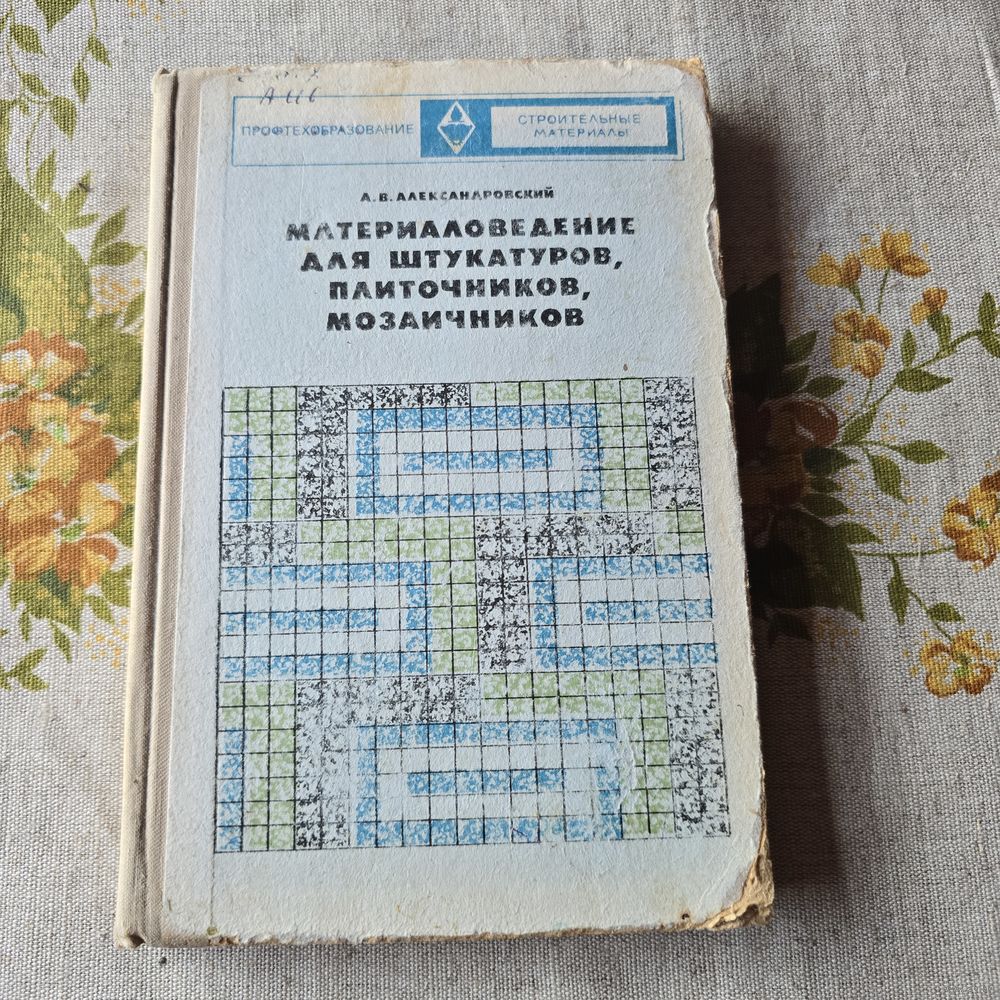 ПРОФТЕХОБРАЗОВАНИЕ
СТРОИТЕЛЬНЫЕ
МАТЕРИАЛЫ
А.В.АЛЕКСАНДРОВСКИЙ
МАТЕРИАЛОВЕДЕНИЕ
ДЛЯ ШТУКАТУРОВ,
ПЛИТОЧНИКОВ,
МОЗАИЧНИКОВ